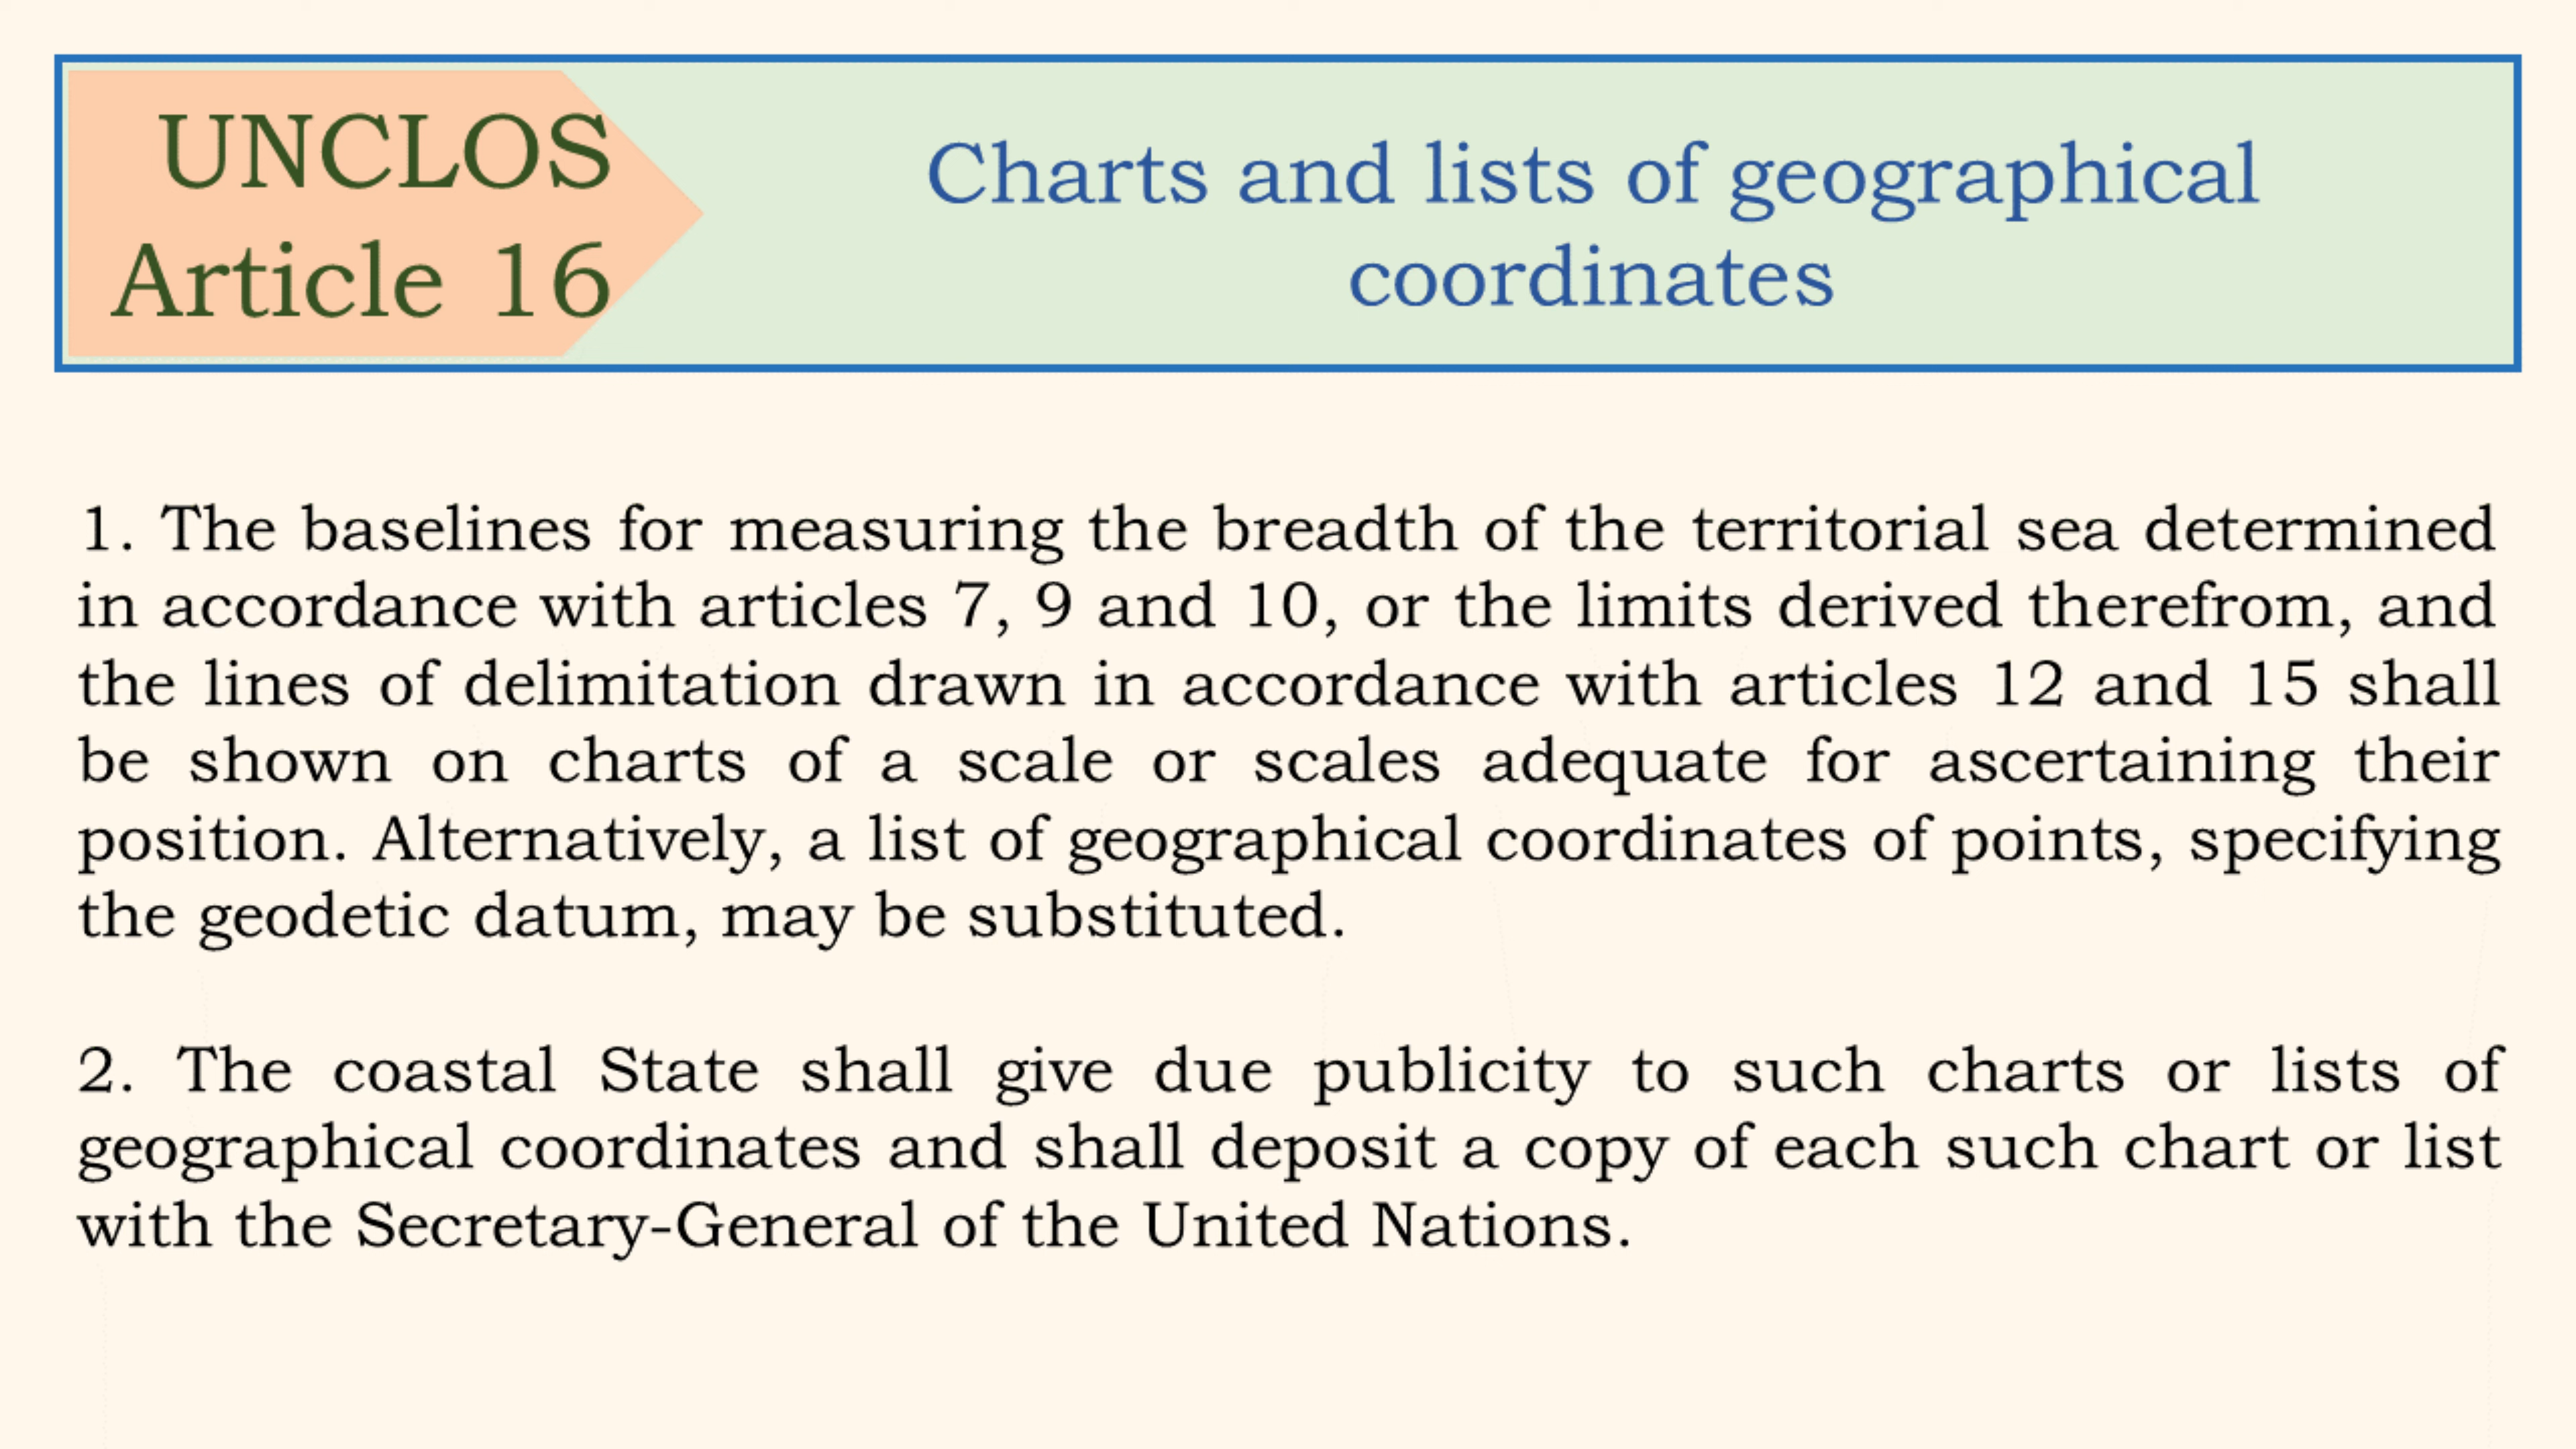 UNCLOS
Article 16
Charts and lists of geographical
coordinates
1. The baselines for measuring the breadth of the territorial sea determined
in accordance with articles 7, 9 and 10, or the limits derived therefrom, and
the lines of delimitation drawn in accordance with articles 12 and 15 shall
be shown on charts of a scale or scales adequate for ascertaining their
position. Alternatively, a list of geographical coordinates of points, specifying
the geodetic datum, may be substituted.
2. The coastal State shall give due publicity to such charts or lists of
geographical coordinates and shall deposit a copy of each such chart or list
with the Secretary-General of the United Nations.